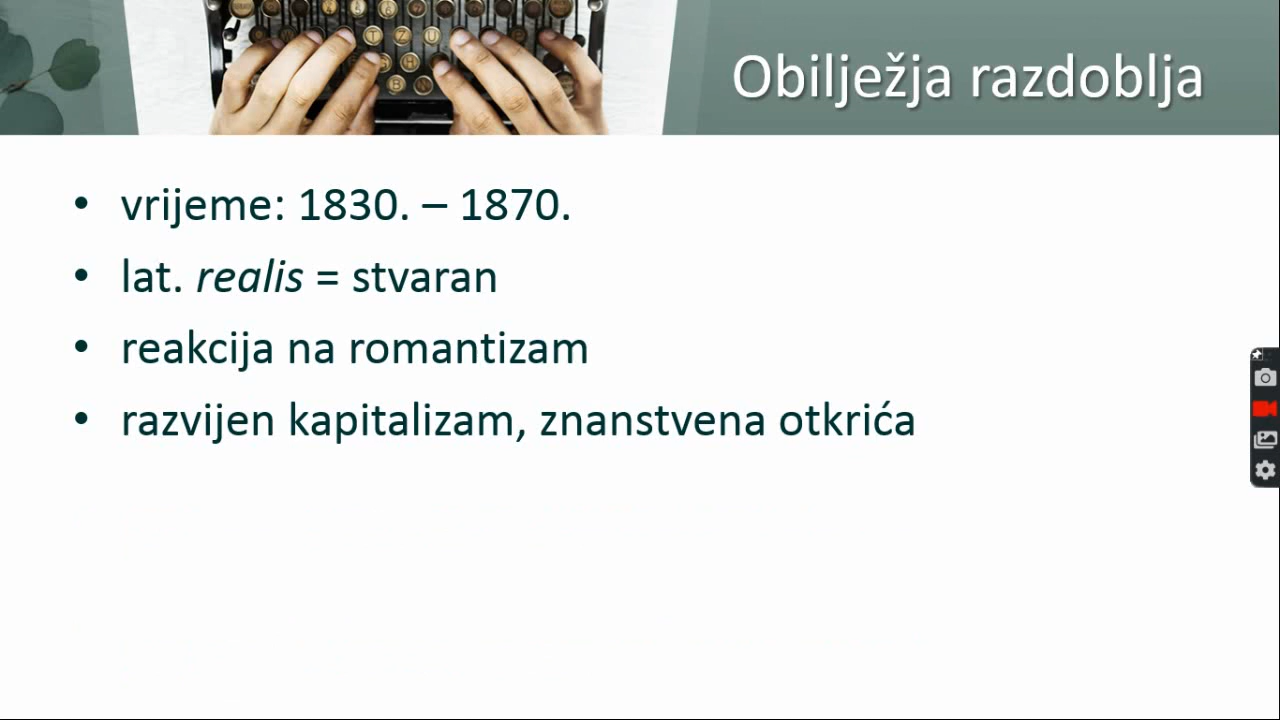 Obilježja razdoblja
• vrijeme: 1830. – 1870.
• lat. realis = stvaran
• reakcija na romantizam
• razvijen kapitalizam, znanstvena otkrića